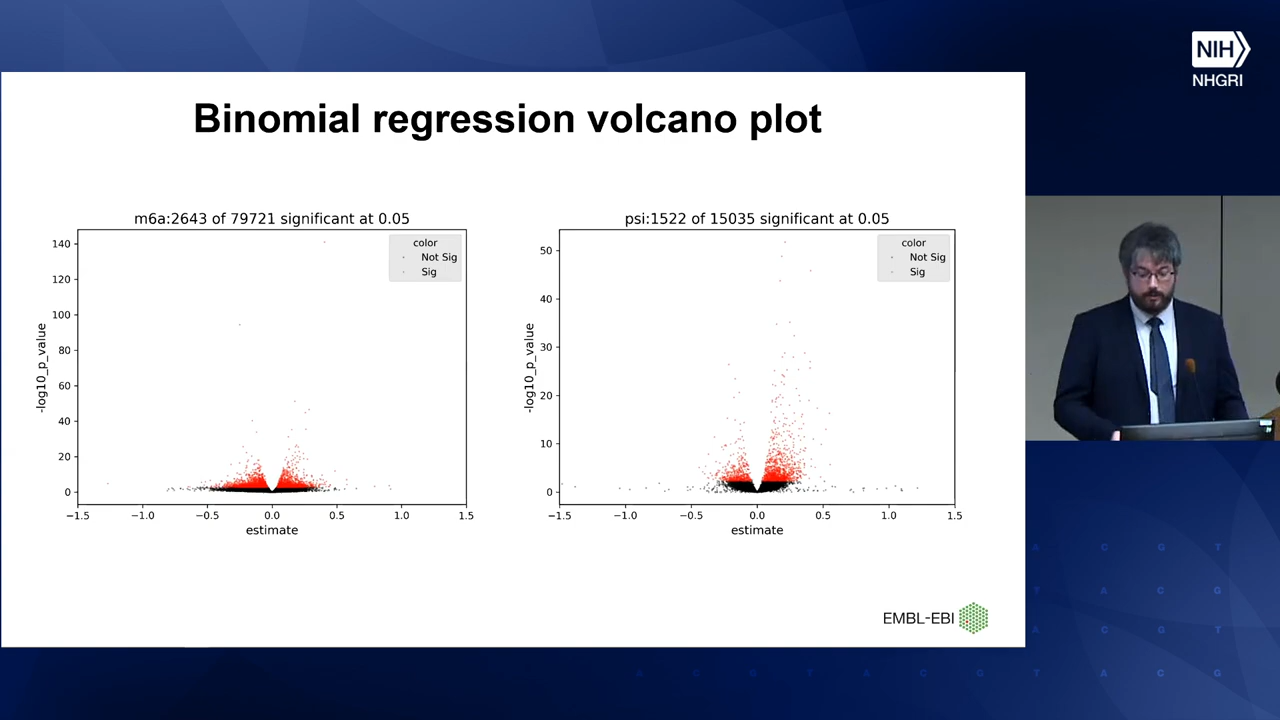 NIH
NHGRI
Binomial regression volcano plot
m6a:2643 of 79721 significant at 0.05
color
Not Sig
Sig
140
120
100
80
60
40
20
0
-log10_p_value
−1.5 −1.0 −0.5 0.0 0.5 1.0 1.5
estimate
psi:1522 of 15035 significant at 0.05
color
Not Sig
Sig
50
40
30
20
10
0
-log10_p_value
−1.5 −1.0 −0.5 0.0 0.5 1.0 1.5
estimate
EMBL-EBI
A C G T
T A C G
A C G T
A C G T A C G T A C G